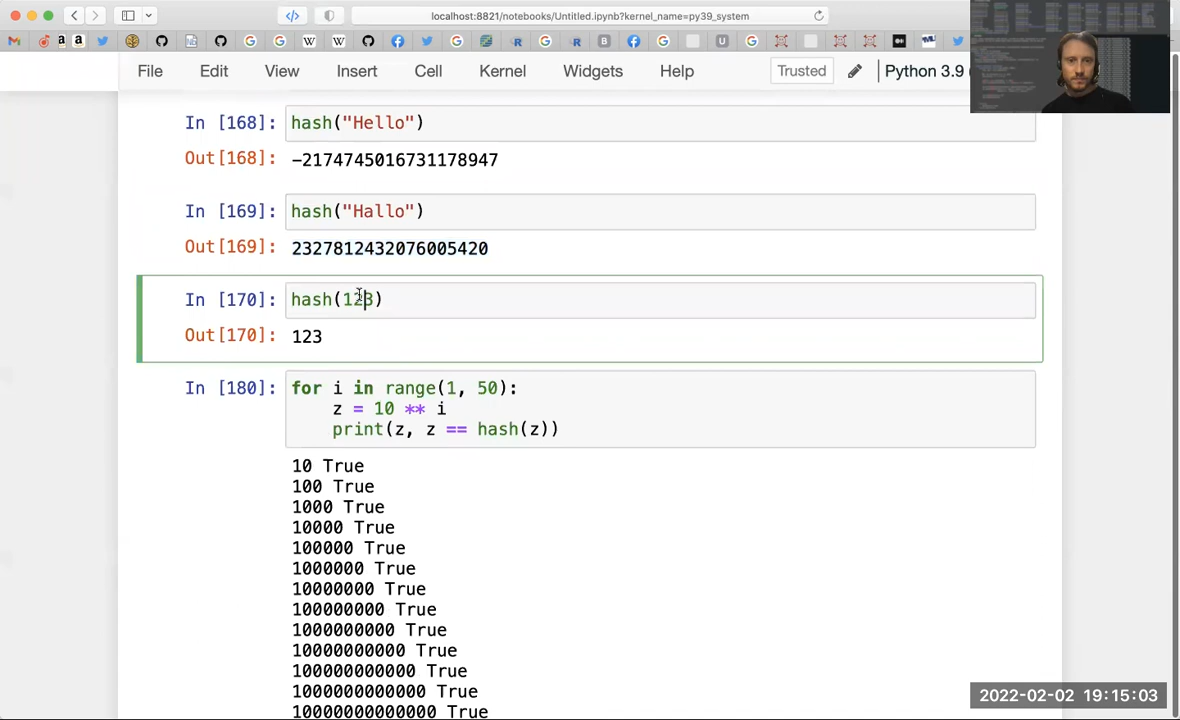 localhost:8821/notebooks/Untitled.ipynb?kernel_name=py39_system
File Edit View Insert Cell Kernel Widgets Help Trusted Python 3.9
In [168]: hash("Hello")
Out[168]: -2174745016731178947
In [169]: hash("Hallo")
Out[169]: 2327812432076005420
In [170]: hash(123)
Out[170]: 123
In [180]: for i in range(1, 50):
z = 10 ** i
print(z, z == hash(z))
10 True
100 True
1000 True
10000 True
100000 True
1000000 True
10000000 True
100000000 True
1000000000 True
10000000000 True
100000000000 True
1000000000000 True
10000000000000 True
2022-02-02 19:15:03